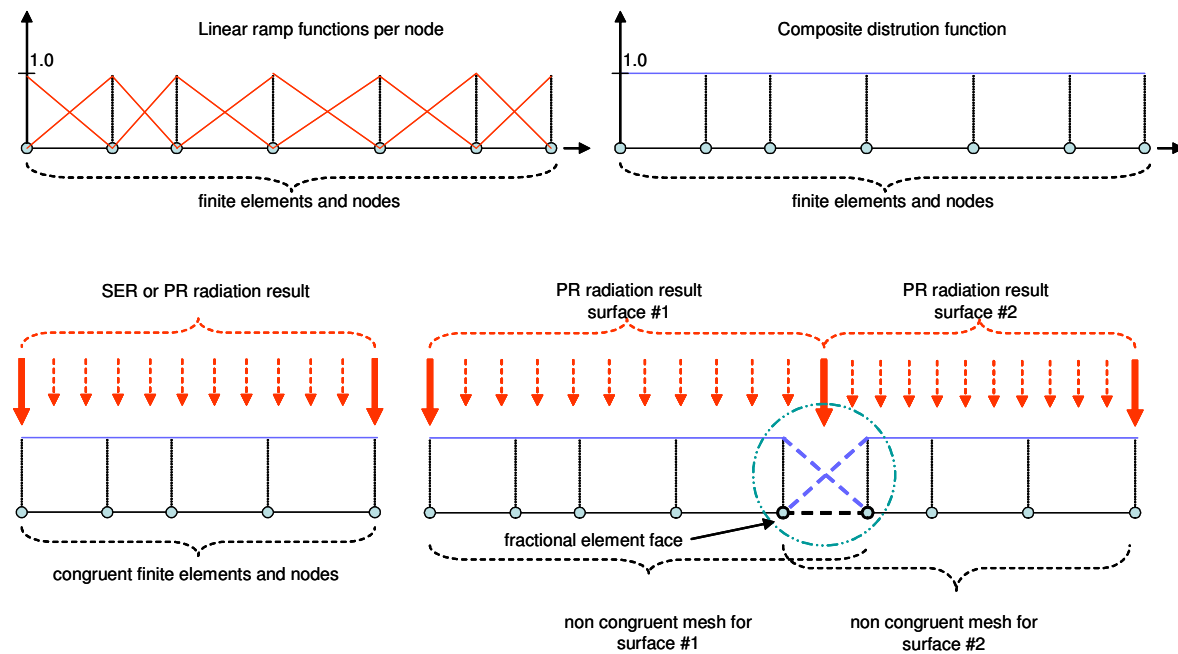 Linear ramp functions per node
1.0
finite elements and nodes
Composite distrution function
1.0
finite elements and nodes
SER or PR radiation result
congruent finite elements and nodes
PR radiation result
surface #1
PR radiation result
surface #2
fractional element face
non congruent mesh for
surface #1
non congruent mesh for
surface #2